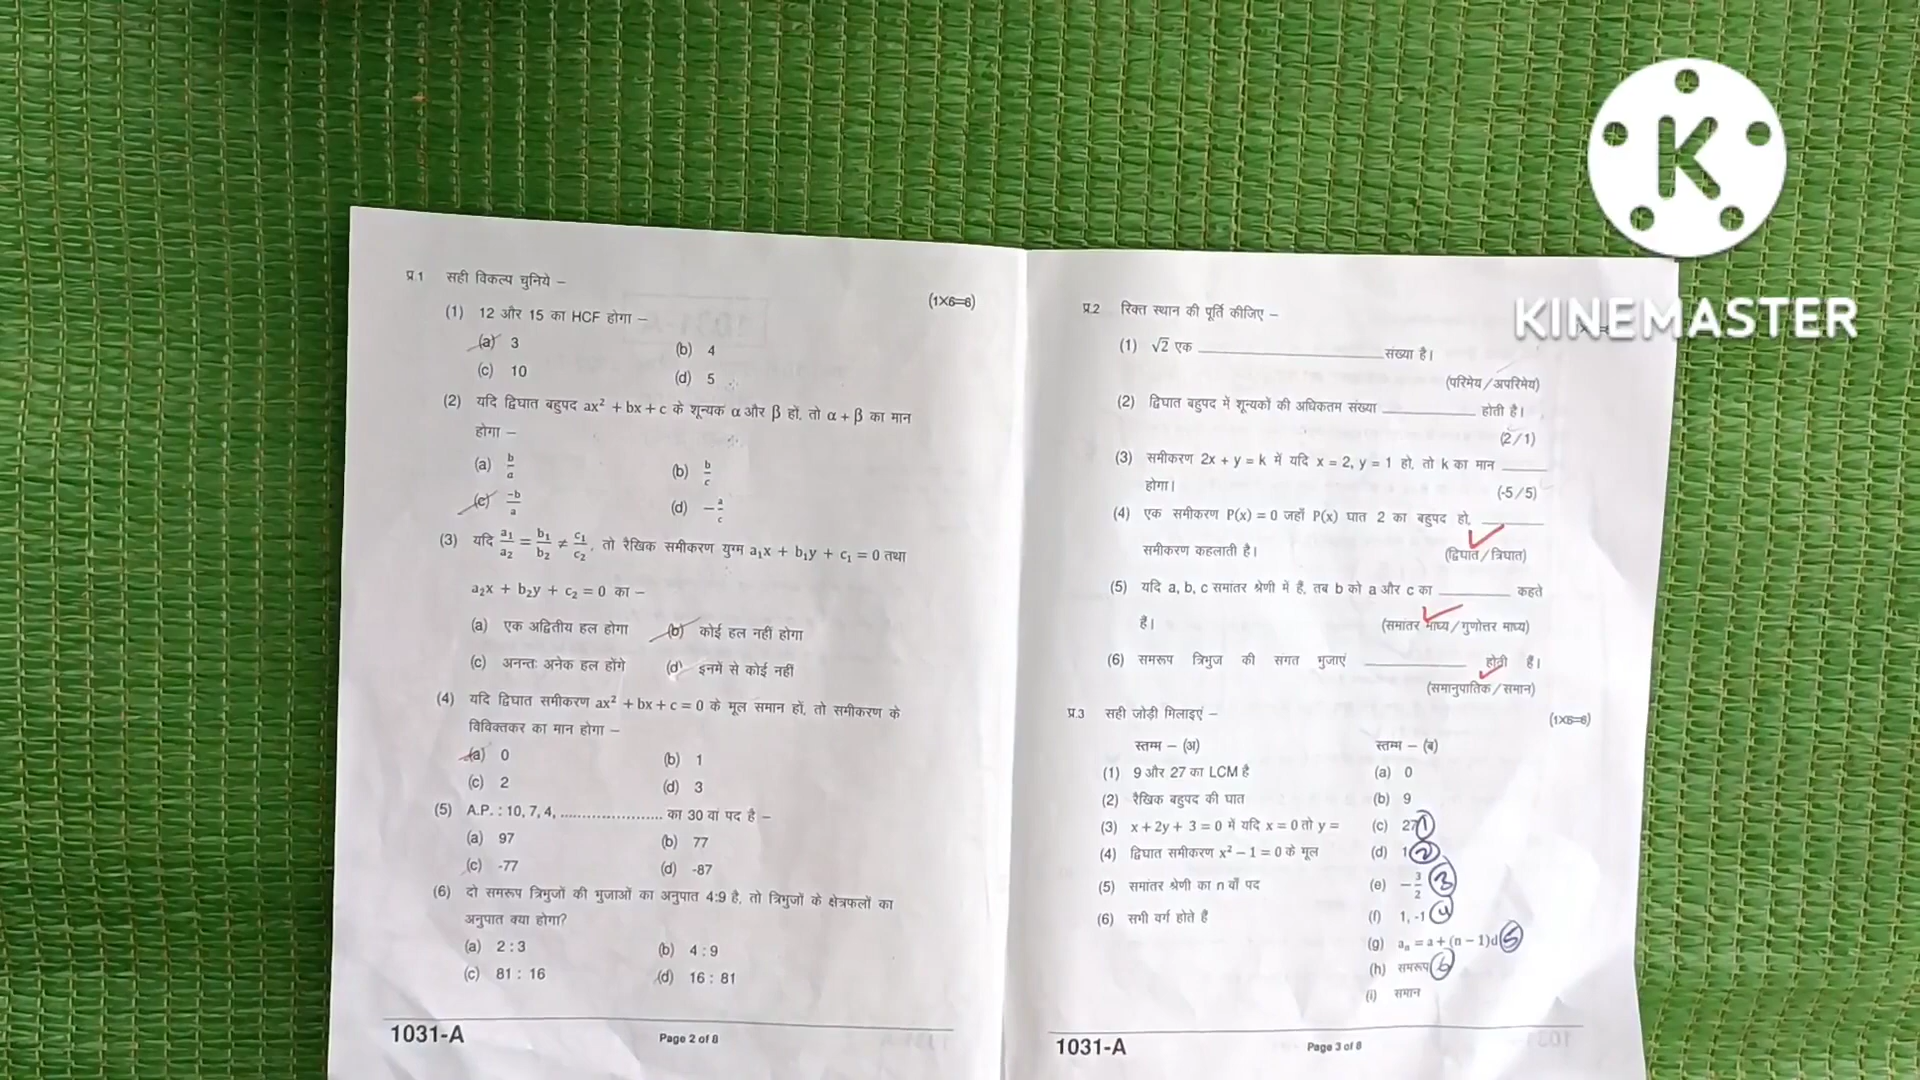 प्र.1 सही विकल्प चुनिये –
(1×6=6)
(1) 12 और 15 का HCF होगा –
(a) 3 (b) 4
(c) 10 (d) 5
(2) यदि द्विघात बहुपद ax² + bx + c के शून्यक α और β हों, तो α + β का मान
होगा –
(a) b/a (b) b/c
(c) -b/a (d) -a/c
(3) यदि a₁/a₂ = b₁/b₂ ≠ c₁/c₂, तो रैखिक समीकरण युग्म a₁x + b₁y + c₁ = 0 तथा
a₂x + b₂y + c₂ = 0 का –
(a) एक अद्वितीय हल होगा (b) कोई हल नहीं होगा
(c) अनन्तः अनेक हल होंगे (d) इनमें से कोई नहीं
(4) यदि द्विघात समीकरण ax² + bx + c = 0 के मूल समान हों, तो समीकरण के
विविक्तकर का मान होगा –
(a) 0 (b) 1
(c) 2 (d) 3
(5) A.P. : 10, 7, 4, ....................... का 30 वां पद है –
(a) 97 (b) 77
(c) -77 (d) -87
(6) दो समरूप त्रिभुजों की भुजाओं का अनुपात 4:9 है, तो त्रिभुजों के क्षेत्रफलों का
अनुपात क्या होगा?
(a) 2 : 3 (b) 4 : 9
(c) 81 : 16 (d) 16 : 81
1031-A Page 2 of 8
प्र.2 रिक्त स्थान की पूर्ति कीजिए –
(1) √2 एक ____________ संख्या है।
(परिमेय/अपरिमेय)
(2) द्विघात बहुपद में शून्यकों की अधिकतम संख्या ________ होती है।
(2/1)
(3) समीकरण 2x + y = k में यदि x = 2, y = 1 हो, तो k का मान ____
होगा। (-5/5)
(4) एक समीकरण P(x) = 0 जहाँ P(x) घात 2 का बहुपद हो, ______
समीकरण कहलाती है। (द्विघात/त्रिघात)
(5) यदि a, b, c समांतर श्रेणी में हैं, तब b को a और c का ______ कहते
हैं। (समांतर माध्य/गुणोत्तर माध्य)
(6) समरूप त्रिभुज की संगत भुजाएं ________ होती हैं।
(समानुपातिक/समान)
प्र.3 सही जोड़ी मिलाइएं – (1×6=6)
स्तम्भ – (अ) स्तम्भ – (ब)
(1) 9 और 27 का LCM है (a) 0
(2) रैखिक बहुपद की घात (b) 9
(3) x + 2y + 3 = 0 में यदि x = 0 तो y = (c) 27 1
(4) द्विघात समीकरण x² – 1 = 0 के मूल (d) 1 2
(5) समांतर श्रेणी का n वाँ पद (e) -3/2 3
(6) सभी वर्ग होते हैं (f) 1, -1 4
(g) aₙ = a + (n – 1)d 5
(h) समरूप 6
(i) समान
1031-A Page 3 of 8
K
KINEMASTER